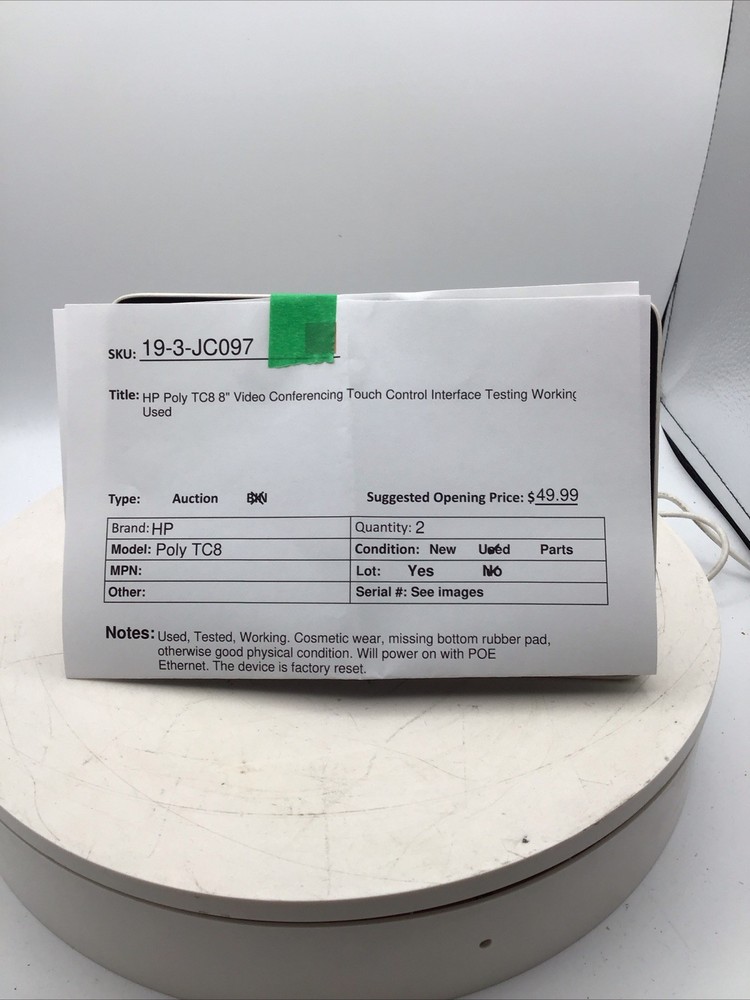 SKU: 19-3-JC097
Title: HP Poly TC8 8" Video Conferencing Touch Control Interface Testing Working
Used
Type: Auction BIN Suggested Opening Price: $49.99
Brand: HP Quantity: 2
Model: Poly TC8 Condition: New Used Parts
MPN: Lot: Yes No
Other: Serial #: See images
Notes: Used, Tested, Working. Cosmetic wear, missing bottom rubber pad,
otherwise good physical condition. Will power on with POE
Ethernet. The device is factory reset.